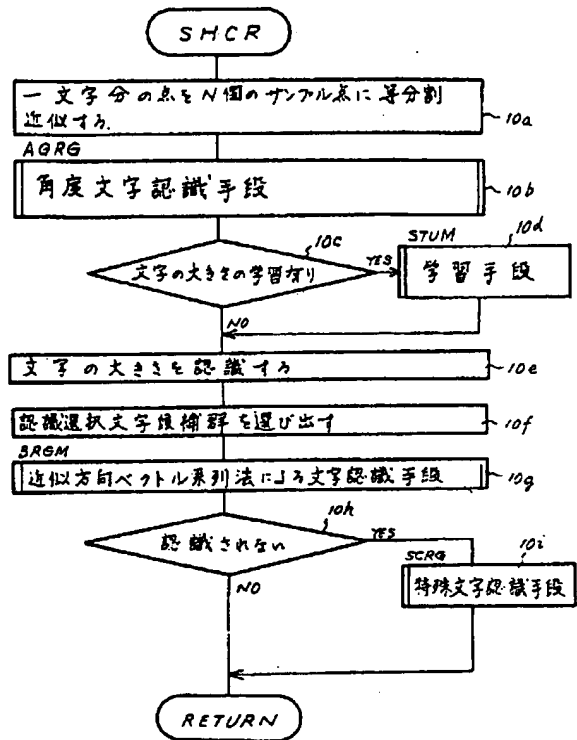 SHCR
一文字分の点をN個のサンプル点に等分割
近似する.
10a
AGRG
角度文字認識手段
10b
10c
文字の大きさの学習有り
YES
STUM
10d
学習手段
NO
文字の大きさを認識する
10e
認識選択文字候補群を選び出す
10f
BRGM
近似方向ベクトル系列法による文字認識手段
10g
10h
認識されない
YES
SCRG
10i
特殊文字認識手段
NO
RETURN